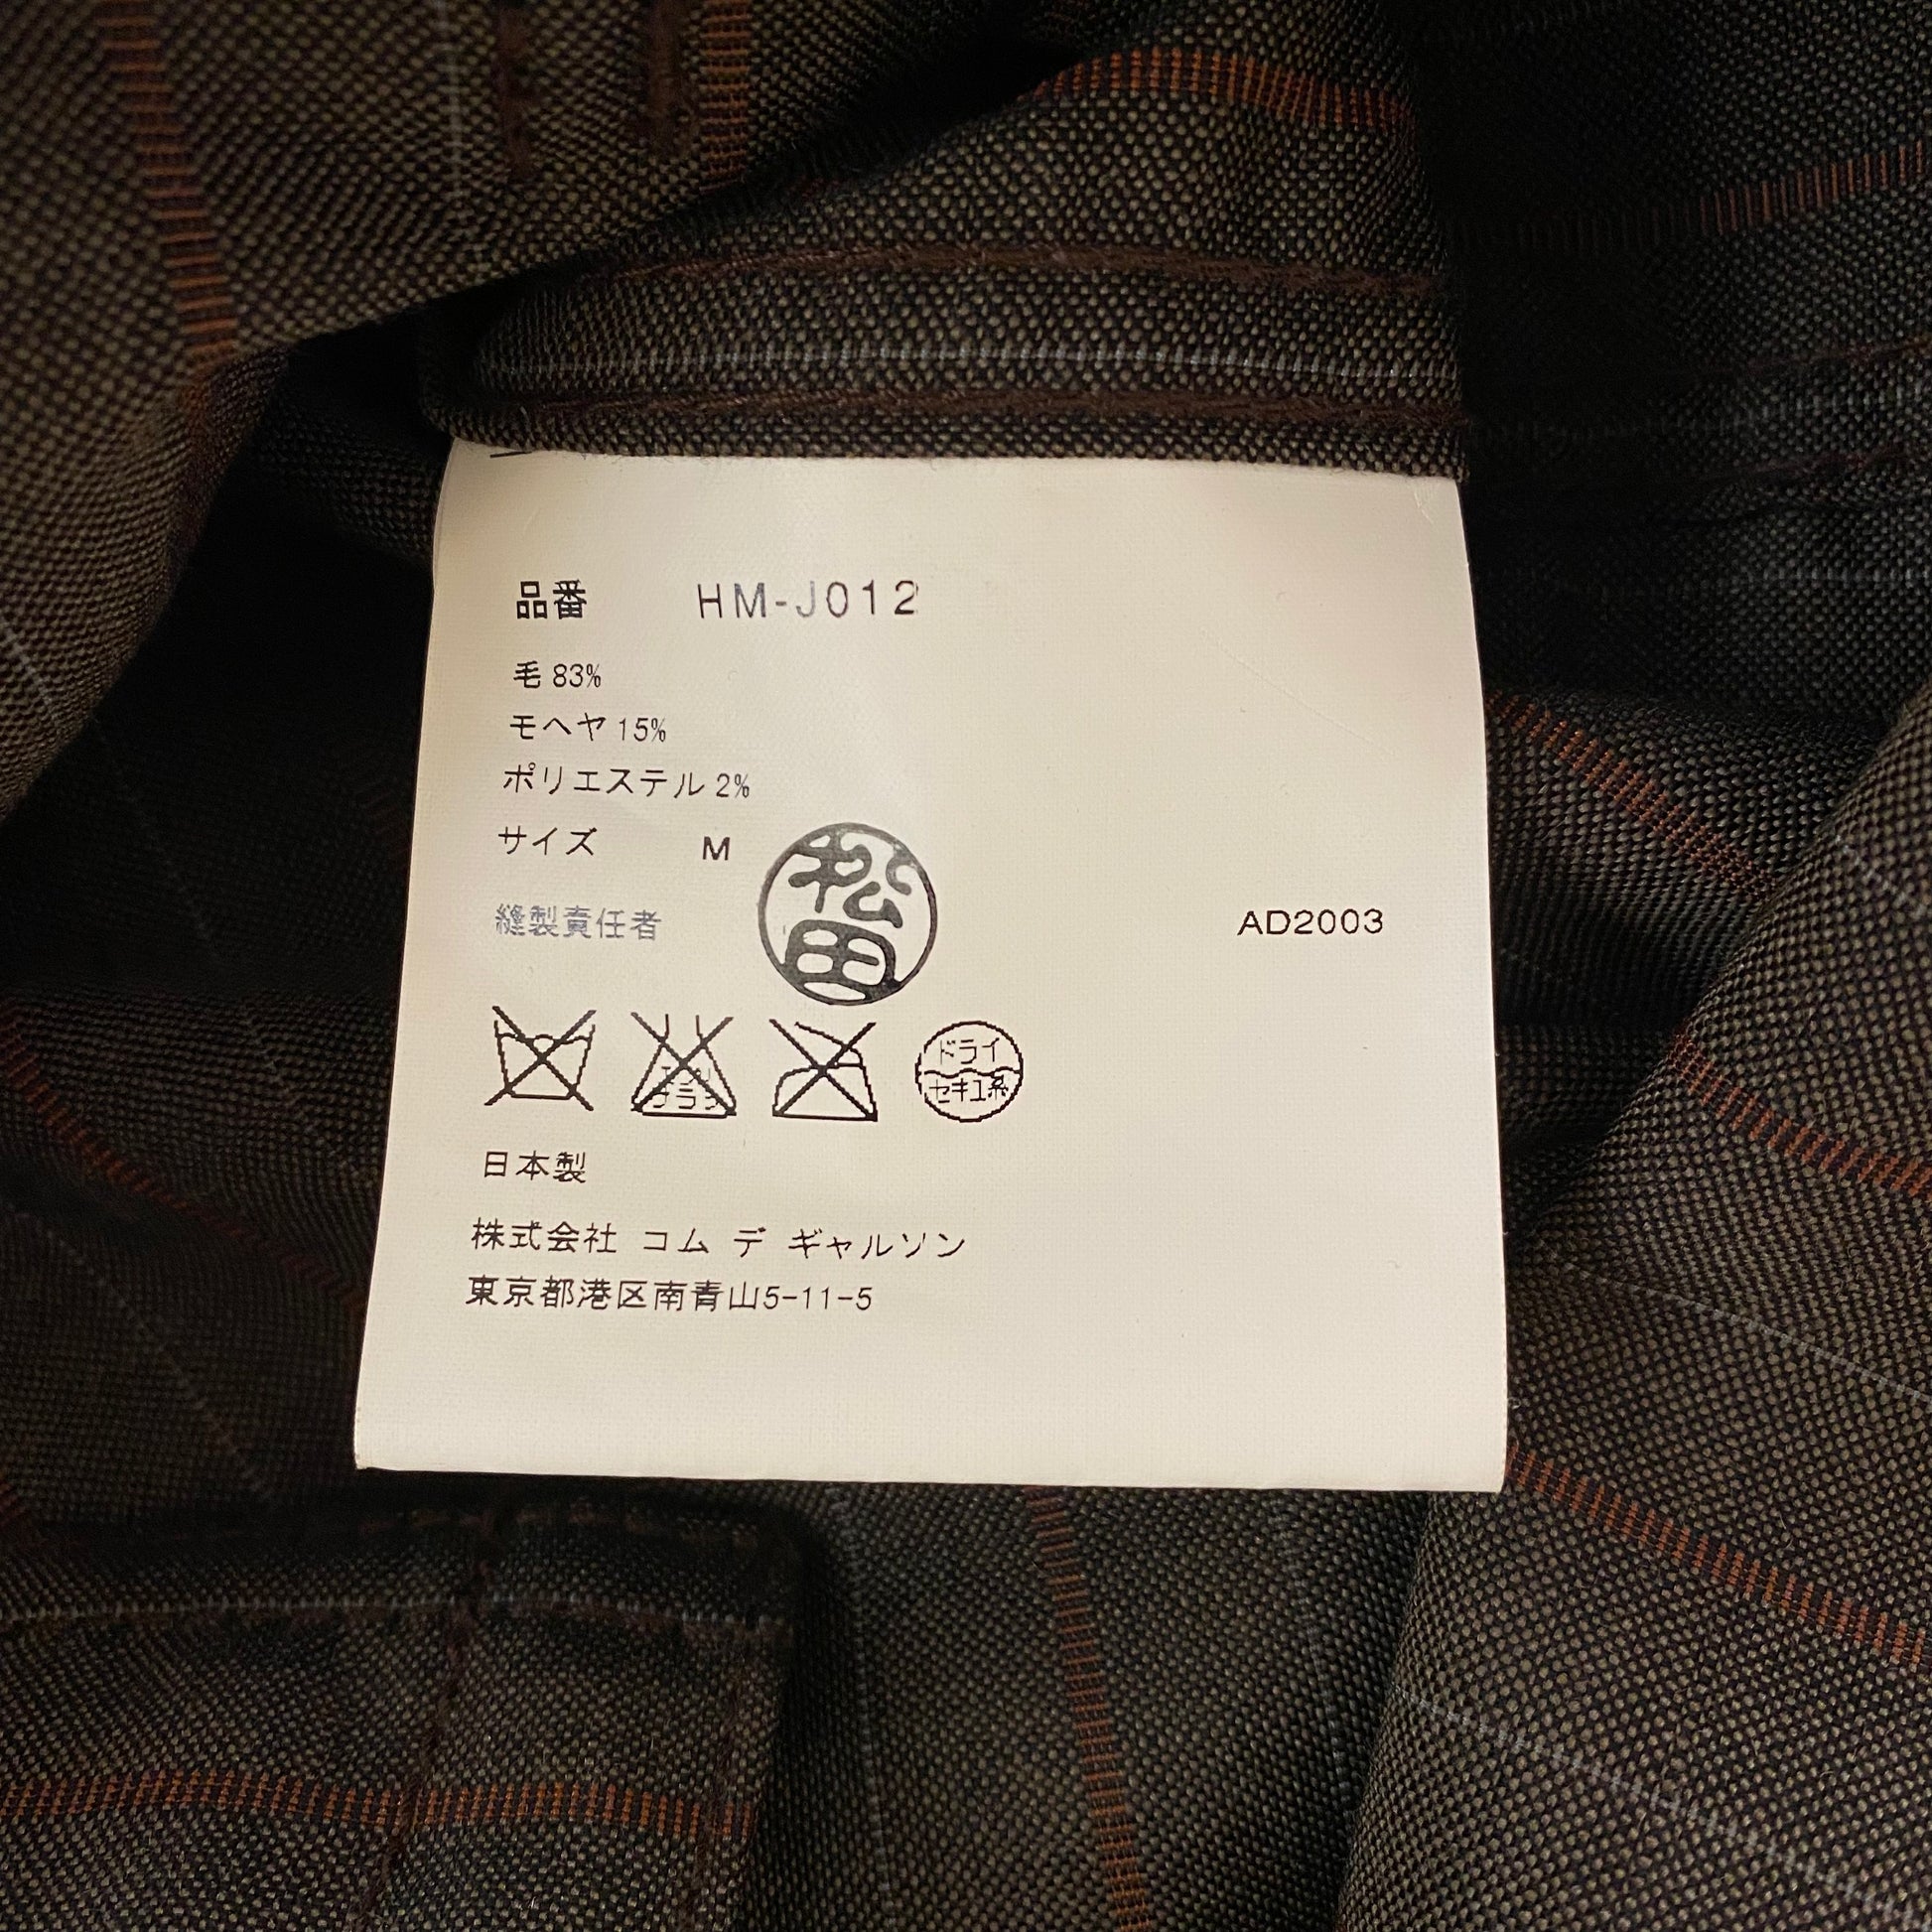 品番 HM-J012
毛 83%
モヘヤ 15%
ポリエステル 2%
サイズ M
松田
縫製責任者
AD2003
ドライ
セキユ系
日本製
株式会社 コム デ ギャルソン
東京都港区南青山5-11-5